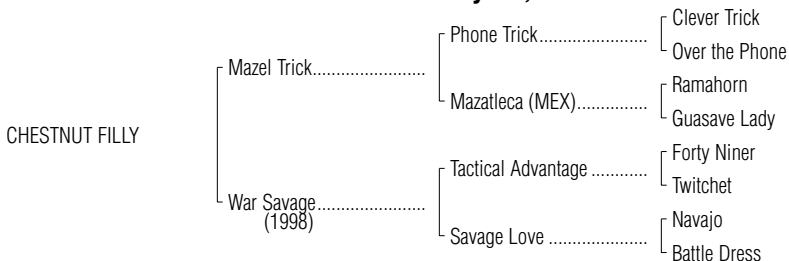 Clever Trick
Phone Trick........................
Over the Phone
Mazel Trick.........................
Ramahorn
Mazatleca (MEX)................
Guasave Lady
CHESTNUT FILLY
Forty Niner
Tactical Advantage .............
Twitchet
War Savage........................
(1998)
Navajo
Savage Love ......................
Battle Dress